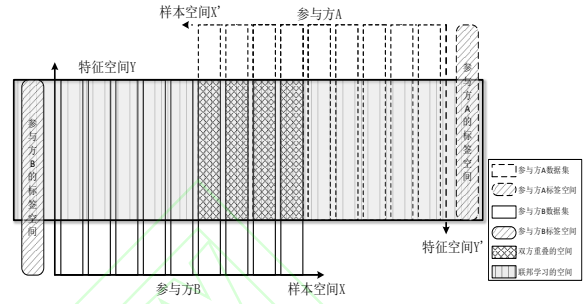 样本空间X'
参与方A
特征空间Y
参与方A的标签空间
参与方B的标签空间
特征空间Y'
参与方B
样本空间X
参与方A数据集
参与方A标签空间
参与方B数据集
参与方B标签空间
双方重叠的空间
联邦学习的空间